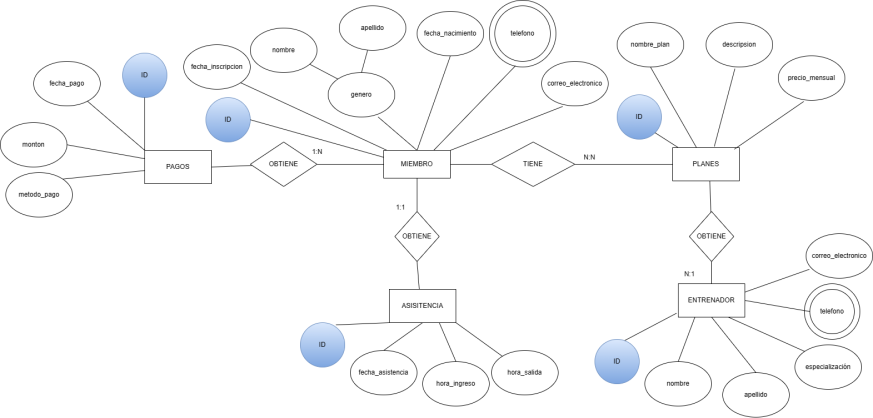 apellido
telefono
fecha_nacimiento
nombre
nombre_plan
descripsion
fecha_inscripcion
ID
fecha_pago
precio_mensual
correo_electronico
genero
ID
ID
monton
1:N
N:N
PAGOS
OBTIENE
MIEMBRO
TIENE
PLANES
metodo_pago
1:1
OBTIENE
OBTIENE
correo_electronico
N:1
ASISITENCIA
ENTRENADOR
telefono
ID
ID
especialización
fecha_asistencia
hora_ingreso
hora_salida
nombre
apellido